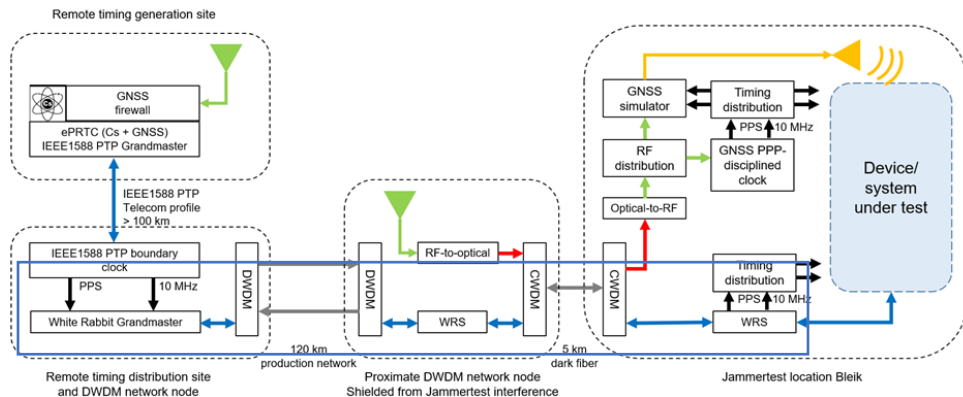 Remote timing generation site
Cs
GNSS
firewall
ePRTC (Cs + GNSS)
IEEE1588 PTP Grandmaster
IEEE1588 PTP
Telecom profile
> 100 km
IEEE1588 PTP boundary
clock
PPS
10 MHz
White Rabbit Grandmaster
DWDM
Remote timing distribution site
and DWDM network node
120 km
production network
DWDM
RF-to-optical
WRS
CWDM
Proximate DWDM network node
Shielded from Jammertest interference
5 km
dark fiber
CWDM
GNSS
simulator
Timing
distribution
PPS
10 MHz
RF
distribution
GNSS PPP-
disciplined
clock
Optical-to-RF
Timing
distribution
PPS
10 MHz
WRS
Device/
system
under test
Jammertest location Bleik